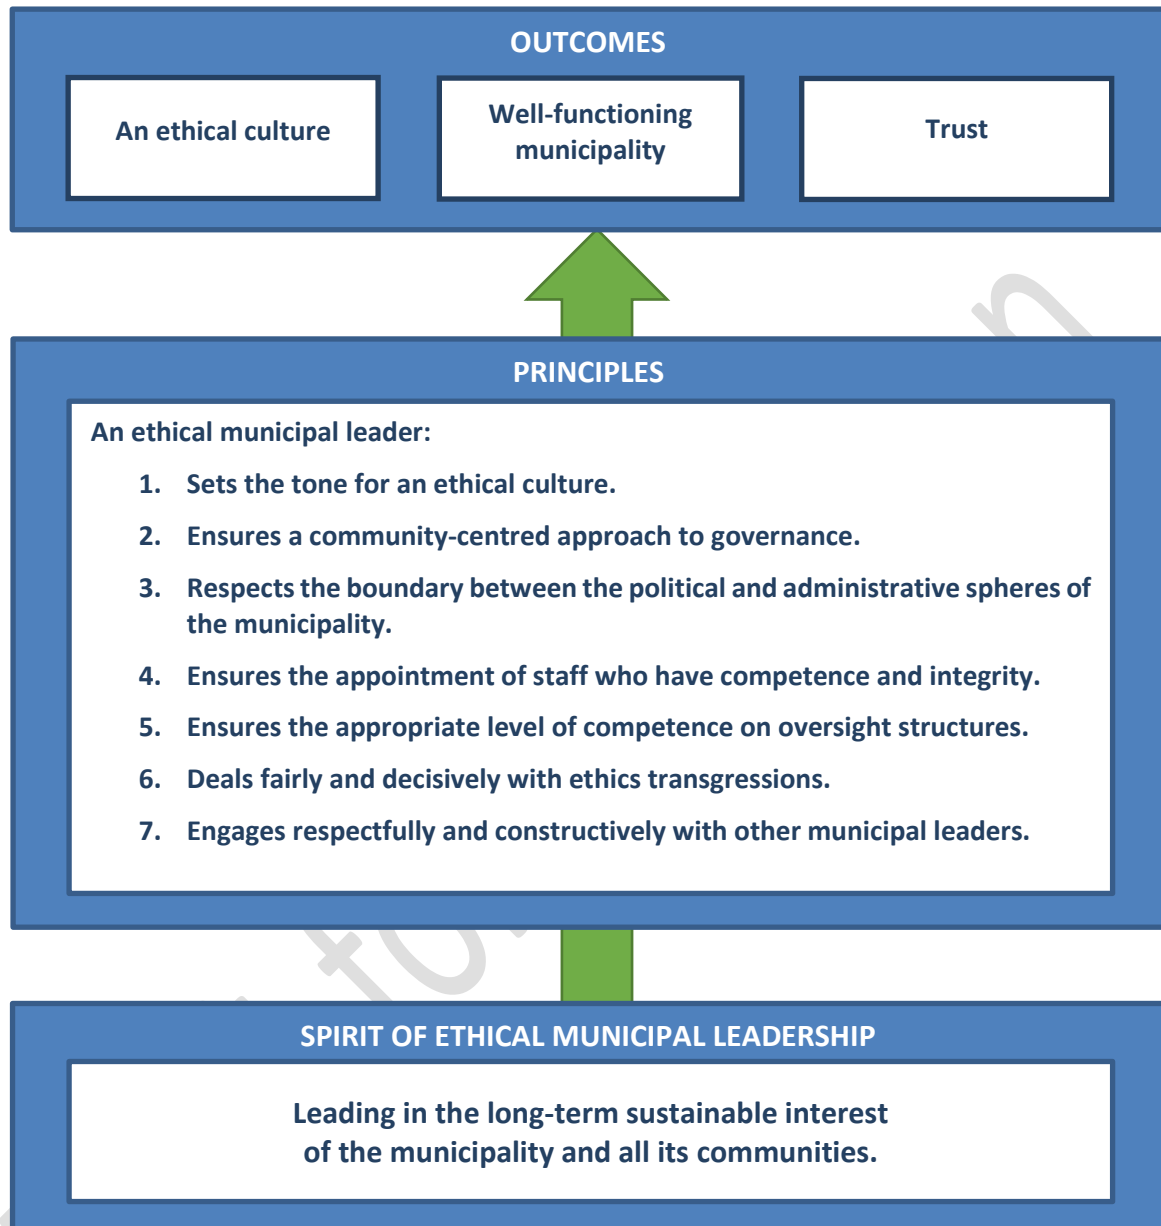 OUTCOMES
An ethical culture
Well-functioning
municipality
Trust
PRINCIPLES
An ethical municipal leader:
1. Sets the tone for an ethical culture.
2. Ensures a community-centred approach to governance.
3. Respects the boundary between the political and administrative spheres of
the municipality.
4. Ensures the appointment of staff who have competence and integrity.
5. Ensures the appropriate level of competence on oversight structures.
6. Deals fairly and decisively with ethics transgressions.
7. Engages respectfully and constructively with other municipal leaders.
SPIRIT OF ETHICAL MUNICIPAL LEADERSHIP
Leading in the long-term sustainable interest
of the municipality and all its communities.